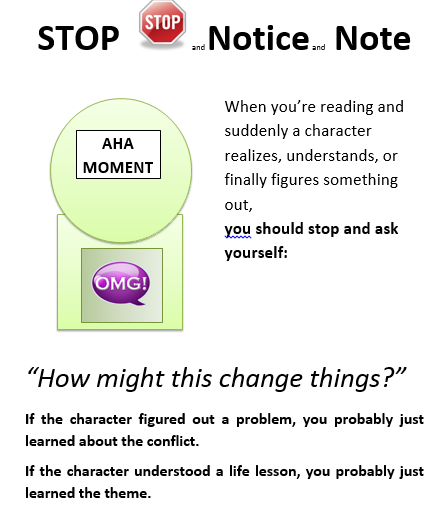 STOP STOP and Notice and Note
When you're reading and
suddenly a character
realizes, understands, or
finally figures something
out,
you should stop and ask
yourself:
AHA
MOMENT
OMG!
“How might this change things?”
If the character figured out a problem, you probably just
learned about the conflict.
If the character understood a life lesson, you probably just
learned the theme.